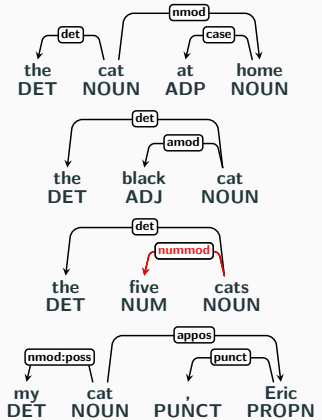 nmod
det case
the cat at home
DET NOUN ADP NOUN
det
amod
the black cat
DET ADJ NOUN
det
nummod
the five cats
DET NUM NOUN
appos
nmod:poss punct
my cat , Eric
DET NOUN PUNCT PROPN